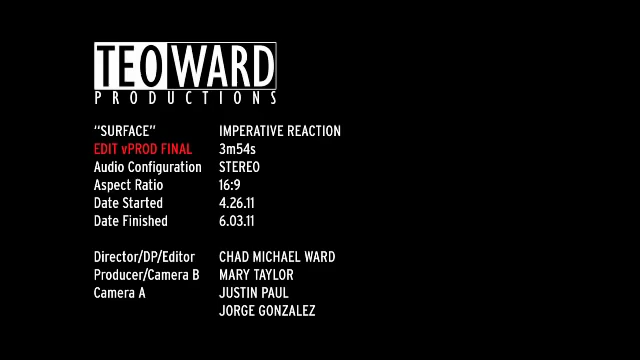 TEOWARD
PRODUCTIONS
“SURFACE” IMPERATIVE REACTION
EDIT vPROD FINAL 3m54s
Audio Configuration STEREO
Aspect Ratio 16:9
Date Started 4.26.11
Date Finished 6.03.11
Director/DP/Editor CHAD MICHAEL WARD
Producer/Camera B MARY TAYLOR
Camera A JUSTIN PAUL
JORGE GONZALEZ